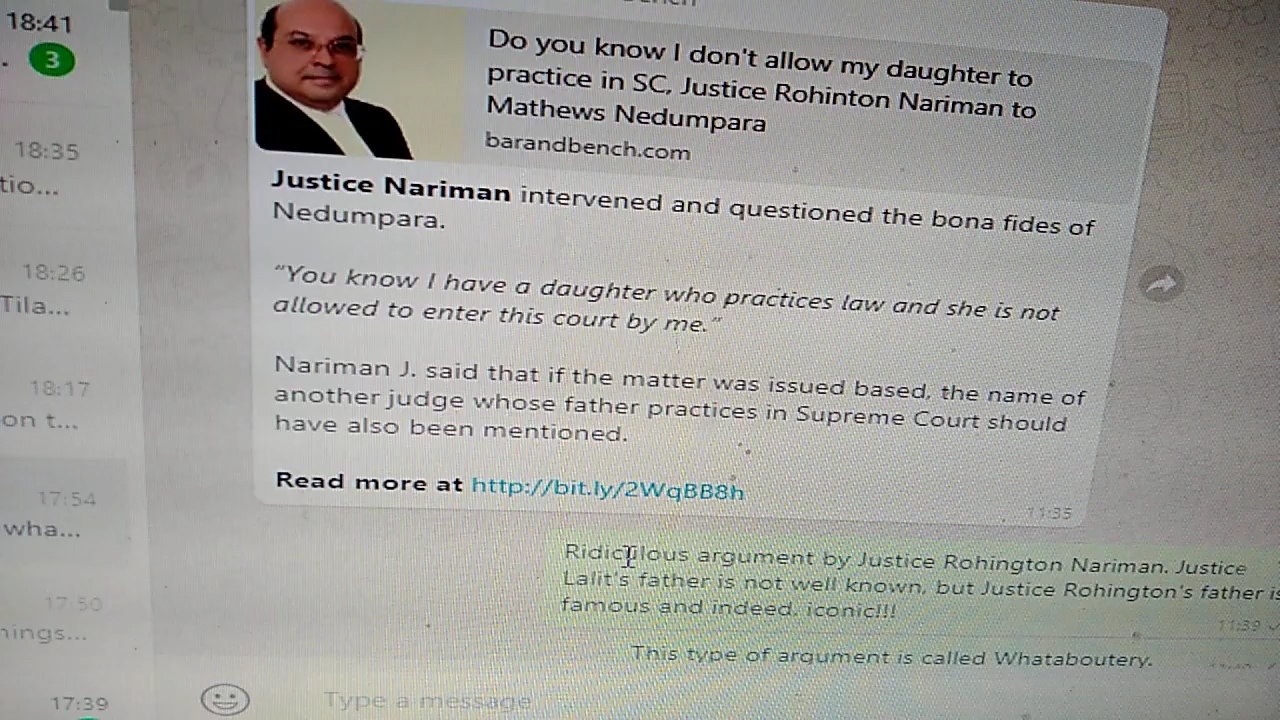 18:41
3
18:35
tio...
18:26
Tila...
18:17
on t...
17:54
wha...
17:50
nings...
17:39
Do you know I don't allow my daughter to
practice in SC, Justice Rohinton Nariman to
Mathews Nedumpara
barandbench.com
Justice Nariman intervened and questioned the bona fides of
Nedumpara.
“You know I have a daughter who practices law and she is not
allowed to enter this court by me.”
Nariman J. said that if the matter was issued based, the name of
another judge whose father practices in Supreme Court should
have also been mentioned.
Read more at http://bit.ly/2WqBB8h
11:35
Ridiculous argument by Justice Rohington Nariman. Justice
Lalit's father is not well known, but Justice Rohington's father is
famous and indeed. iconic!!!
11:39
This type of argument is called Whataboutery.
Type a message